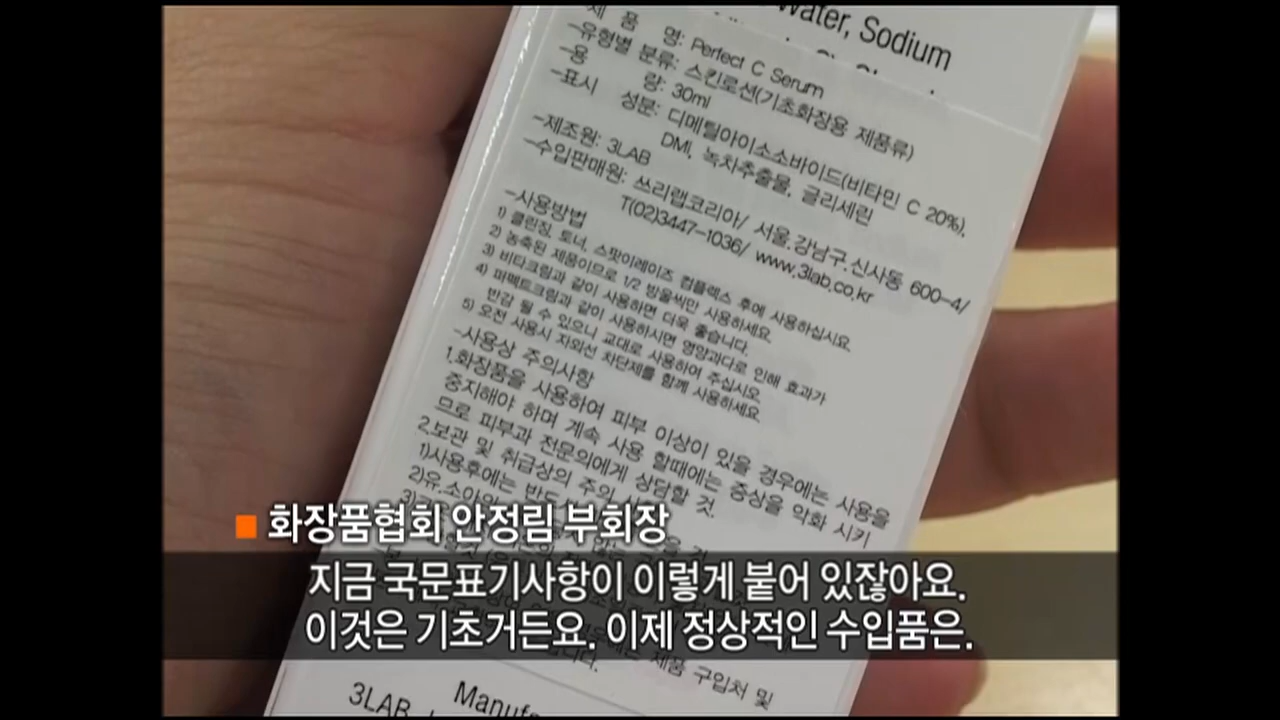 Water, Sodium
제 품 명: Perfect C Serum
-유형별 분류: 스킨로션(기초화장용 제품류)
-용 량: 30ml
-표시 성분: 디메틸아이소소바이드(비타민 C 20%),
DMI, 녹차추출물, 글리세린
-제조원: 3LAB
-수입판매원: 쓰리랩코리아/ 서울.강남구.신사동 600-4/
T(02)3447-1036/ www.3lab.co.kr
-사용방법
1) 클린징, 토너, 스팟이레이즈 컴플렉스 후에 사용하십시요
2) 농축된 제품이므로 1/2 방울씩만 사용하세요
3) 비타크림과 같이 사용하면 더욱 좋습니다.
4) 퍼펙트크림과 같이 사용하시면 영양과다로 인해 효과가
반감 될 수 있으니 교대로 사용하여 주십시오
5) 오전 사용시 자외선 차단제를 함께 사용하세요
-사용상 주의사항
1.화장품을 사용하여 피부 이상이 있을 경우에는 사용을
중지해야 하며 계속 사용 할때에는 증상을 악화 시키
므로 피부과 전문의에게 상담할 것.
2.보관 및 취급상의 주의
1)사용후에는 반드시
2)유.소아의
제품 구입처 및
3LAB
Manuf
■ 화장품협회 안정림 부회장
지금 국문표기사항이 이렇게 붙어 있잖아요.
이것은 기초거든요. 이제 정상적인 수입품은.